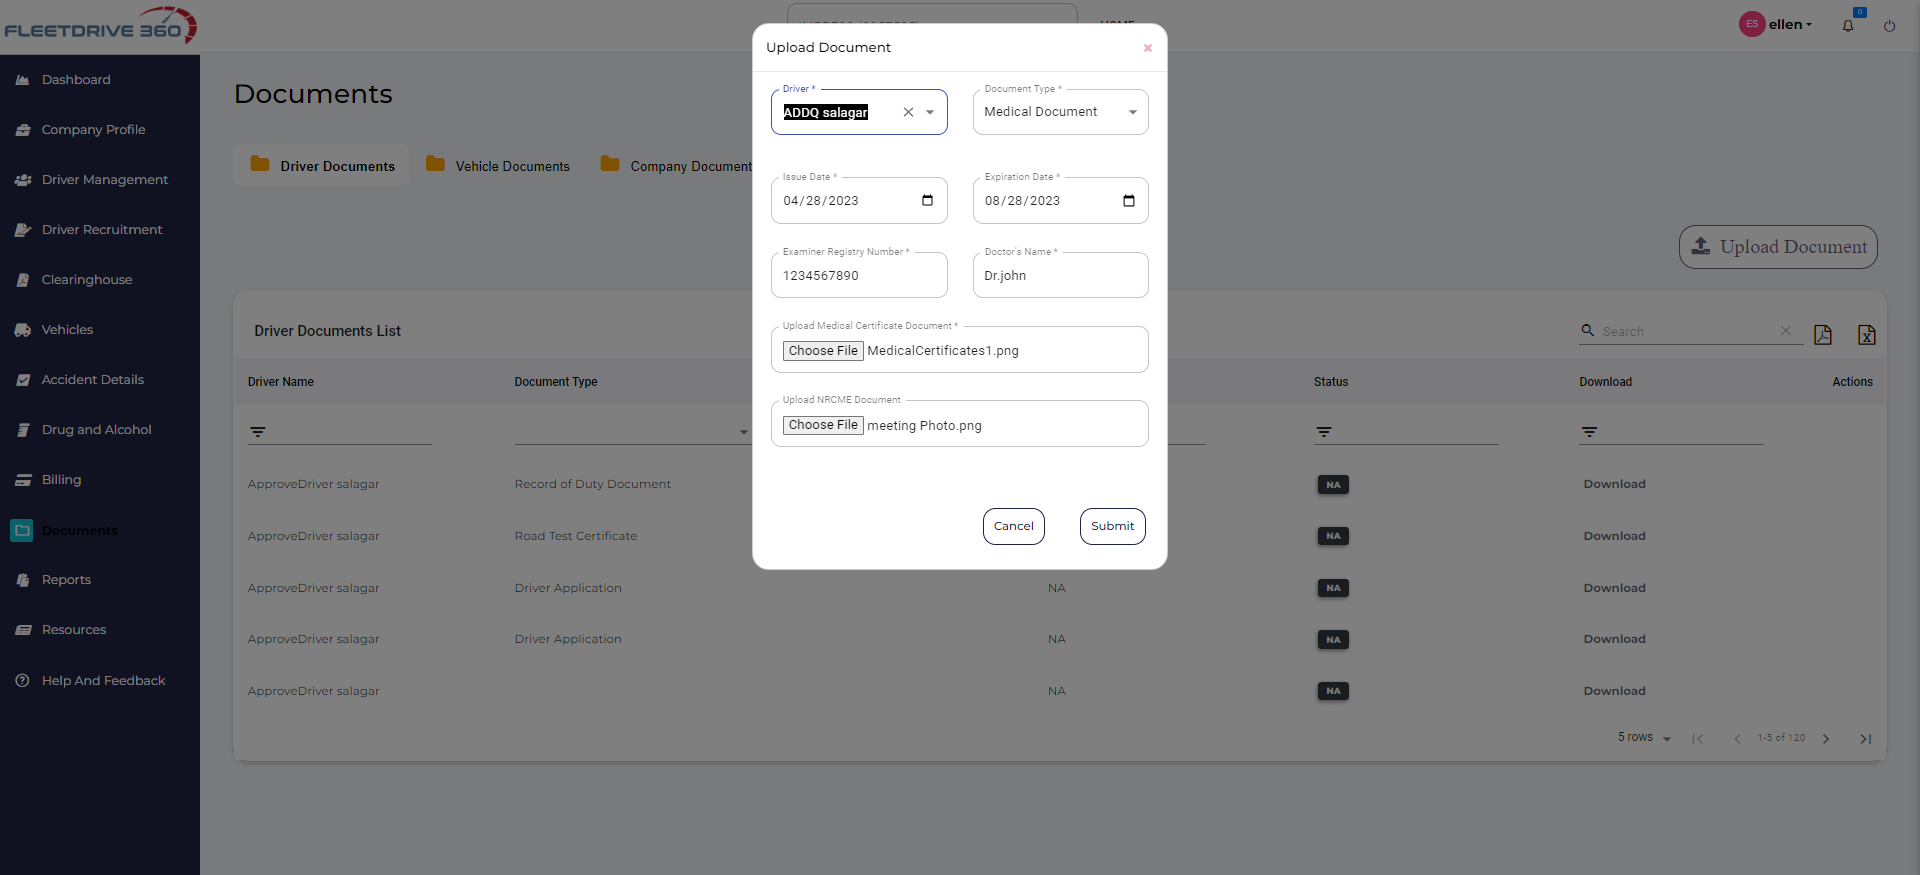 FLEETDRIVE 360
ES ellen
0
Dashboard
Company Profile
Driver Management
Driver Recruitment
Clearinghouse
Vehicles
Accident Details
Drug and Alcohol
Billing
Documents
Reports
Resources
Help And Feedback
Documents
Driver Documents
Vehicle Documents
Company Document
Upload Document
Driver Documents List
Search
Driver Name Document Type Status Download Actions
ApproveDriver salagar Record of Duty Document NA Download
ApproveDriver salagar Road Test Certificate NA Download
ApproveDriver salagar Driver Application NA NA Download
ApproveDriver salagar Driver Application NA NA Download
ApproveDriver salagar NA NA Download
5 rows 1-5 of 120
Upload Document ×
Driver * Document Type *
ADDQ salagar Medical Document
Issue Date * Expiration Date *
04/28/2023 08/28/2023
Examiner Registry Number * Doctor's Name *
1234567890 Dr.john
Upload Medical Certificate Document *
Choose File MedicalCertificates1.png
Upload NRCME Document
Choose File meeting Photo.png
Cancel Submit